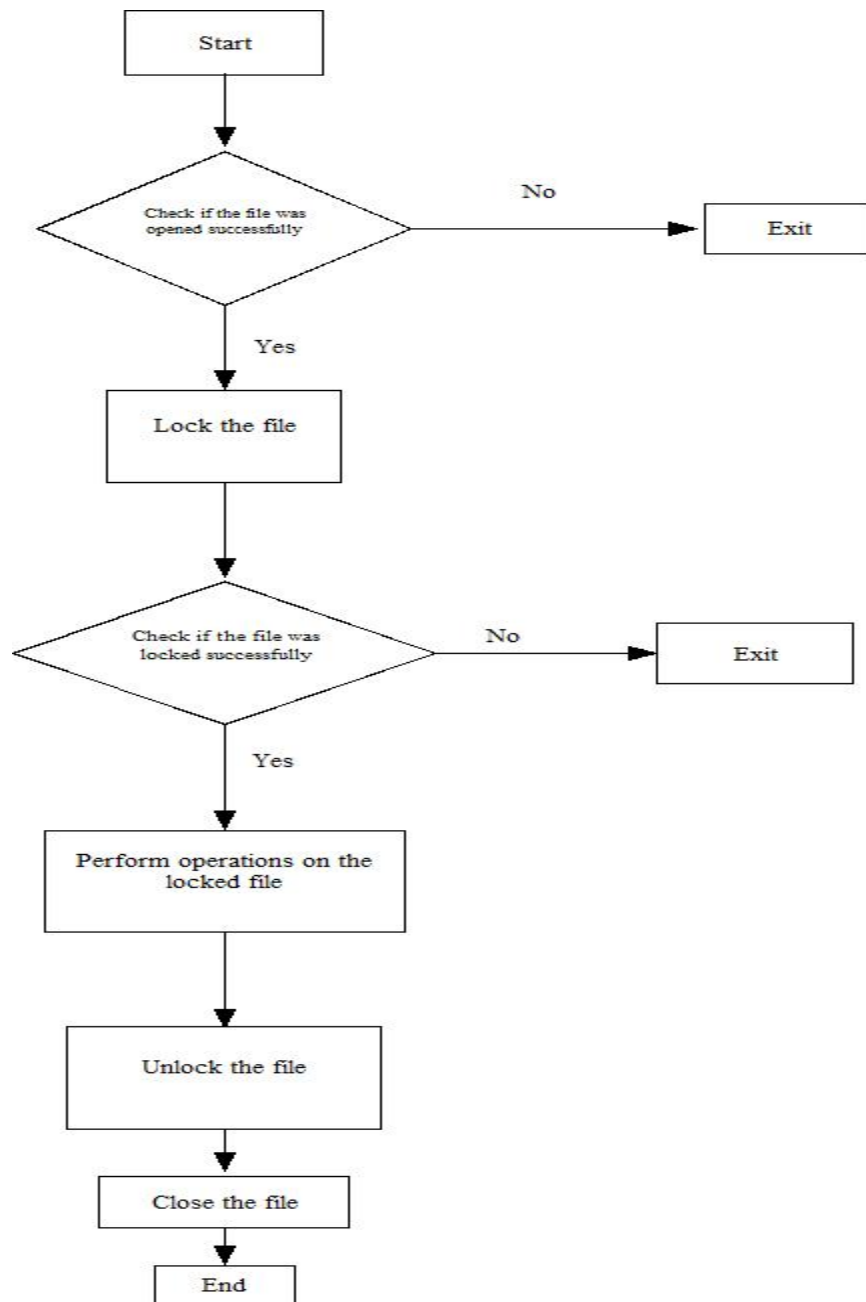 Start
Check if the file was
opened successfully
No
Exit
Yes
Lock the file
Check if the file was
locked successfully
No
Exit
Yes
Perform operations on the
locked file
Unlock the file
Close the file
End